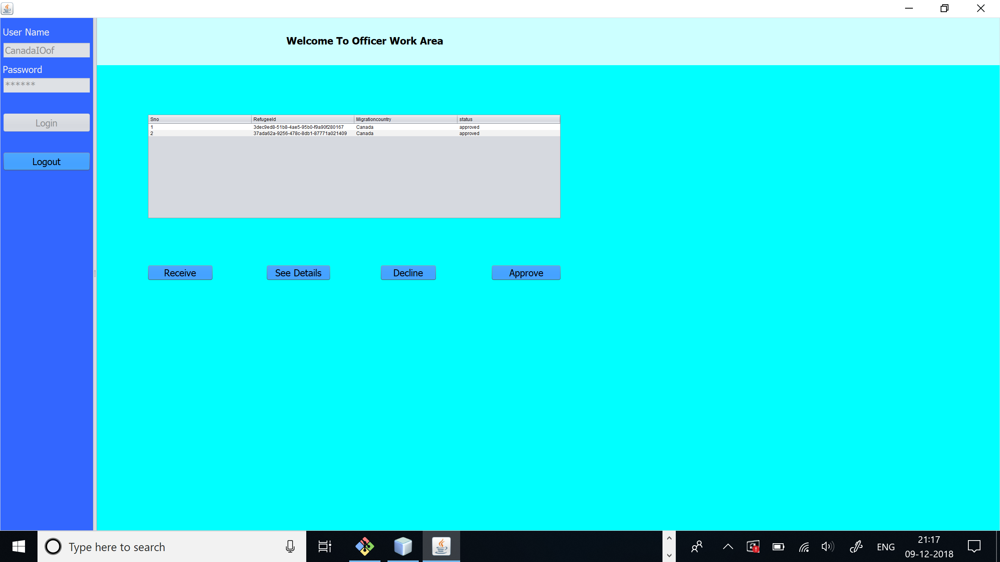 User Name
CanadaIOof
Password
******
Login
Logout
Welcome To Officer Work Area
Sno RefugeeId Migrationcountry status
1 3dec9ed8-51b8-4ae5-95b0-f9a90f280167 Canada approved
2 37ada62a-9256-478c-8db1-87771a021409 Canada approved
Receive See Details Decline Approve
Type here to search
ENG
21:17
09-12-2018